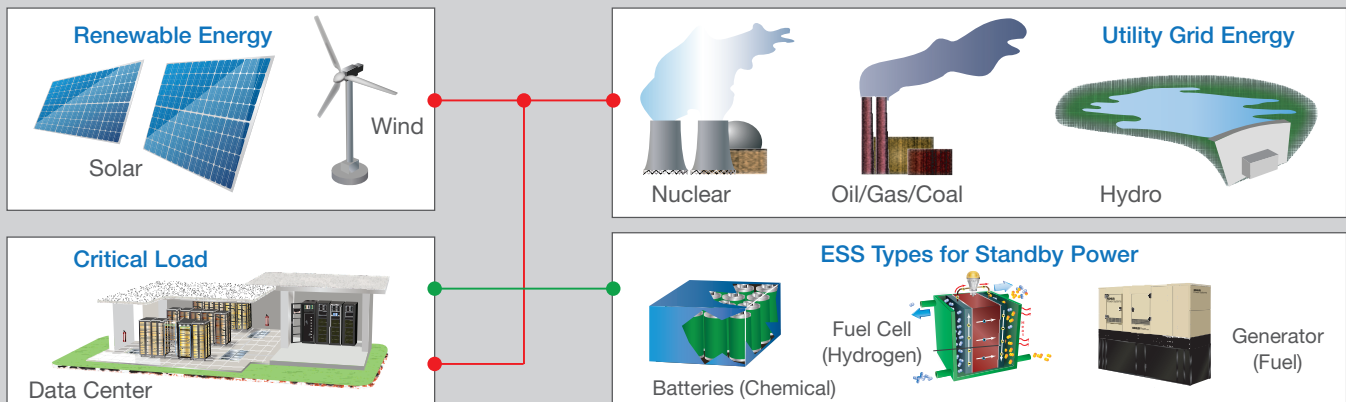 Renewable Energy
Solar
Wind
Utility Grid Energy
Nuclear
Oil/Gas/Coal
Hydro
Critical Load
Data Center
ESS Types for Standby Power
Batteries (Chemical)
Fuel Cell
(Hydrogen)
Generator
(Fuel)